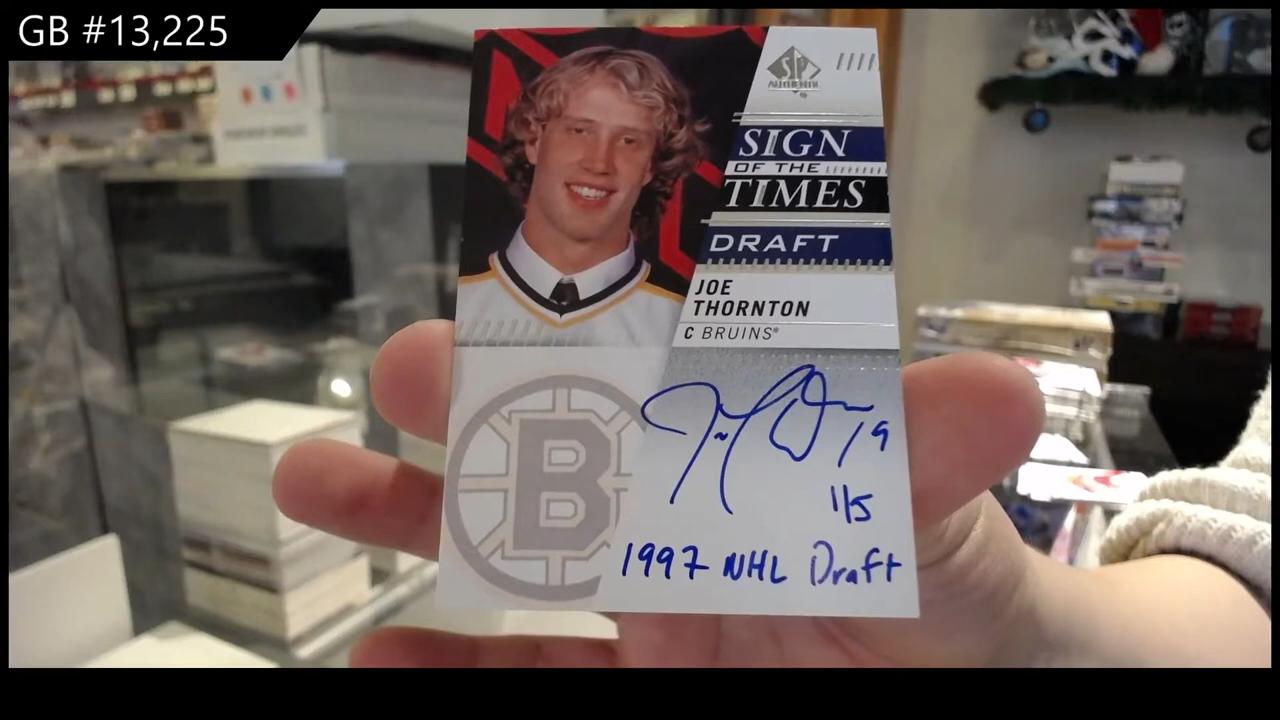 GB #13,225
SP
AUTHENTIC
SIGN
OF THE
TIMES
DRAFT
JOE
THORNTON
C BRUINS®
B
19
1/5
1997 NHL Draft